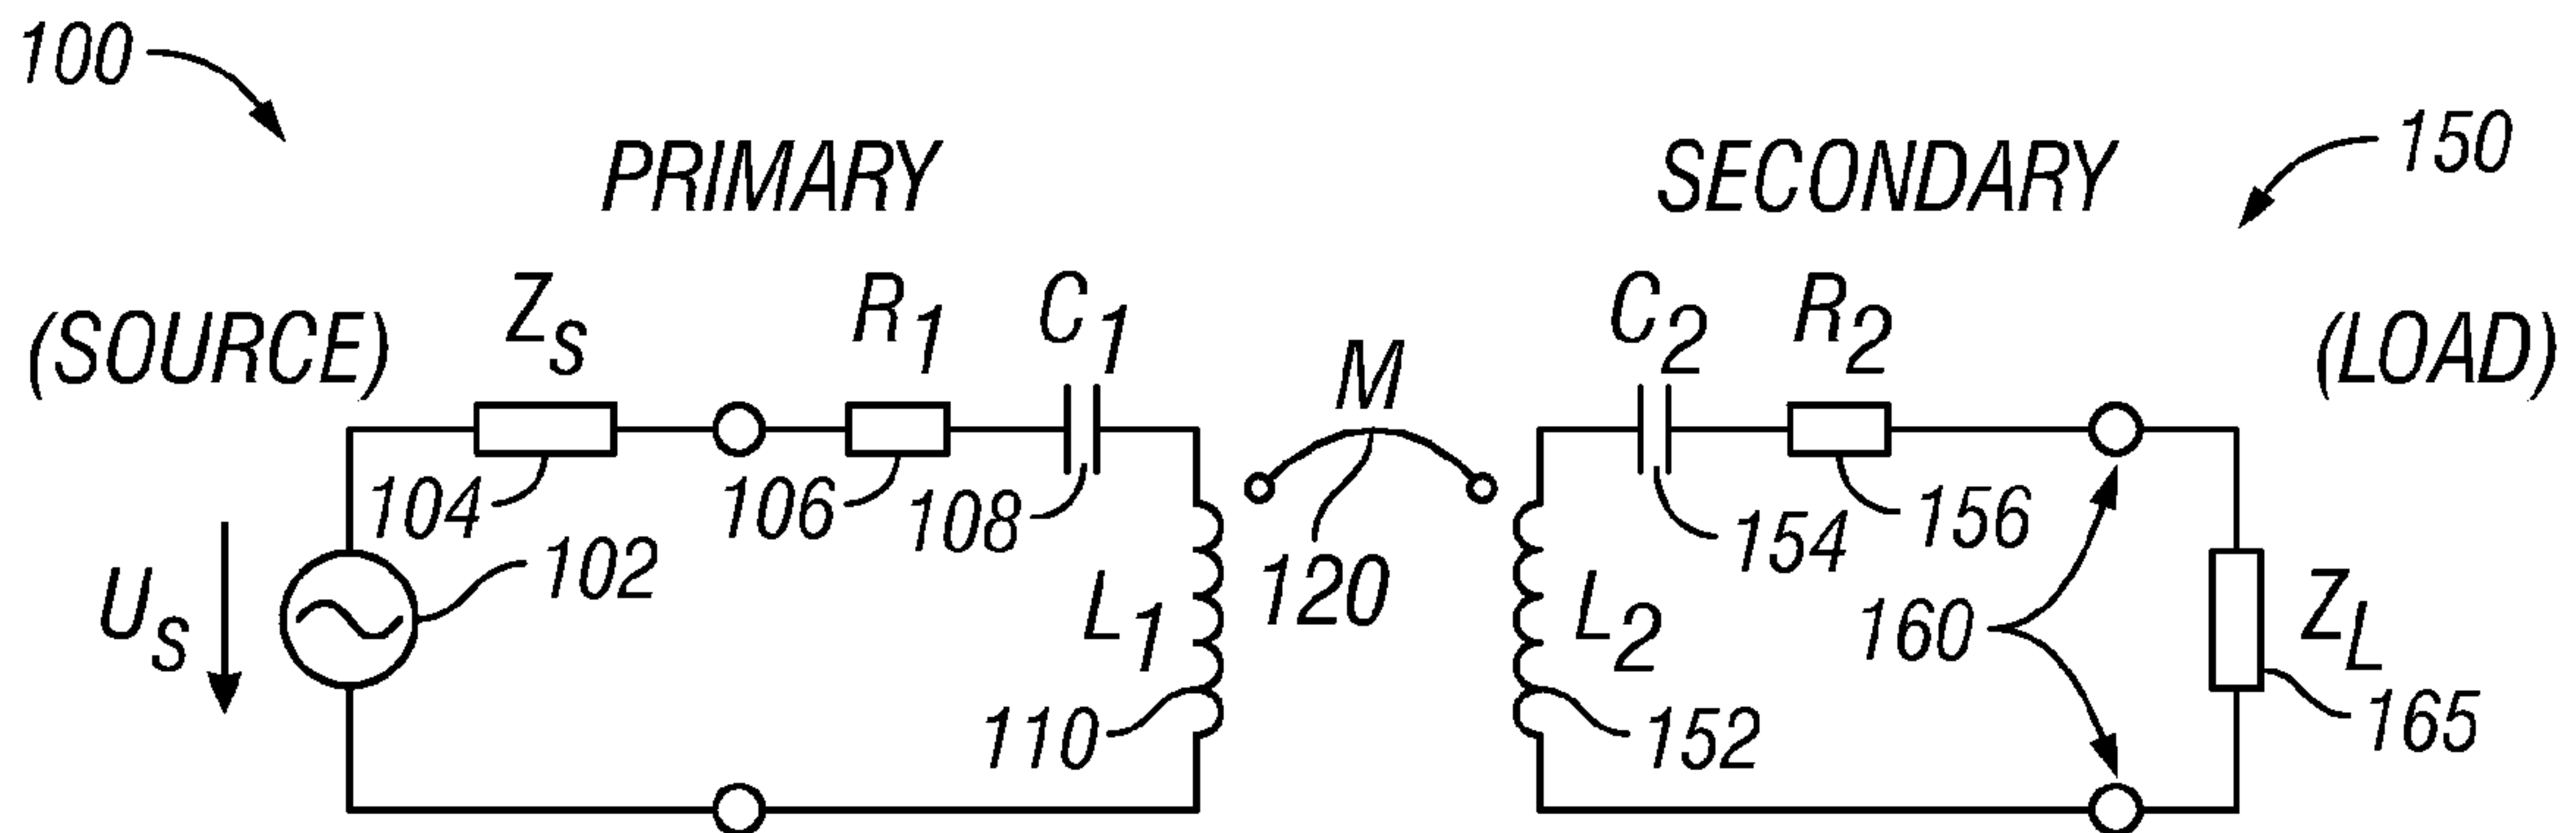 100
PRIMARY
SECONDARY
150
(SOURCE)
ZS
R1
C1
M
C2
R2
(LOAD)
104
106
108
154
156
US
102
L1
120
L2
160
ZL
110
152
165